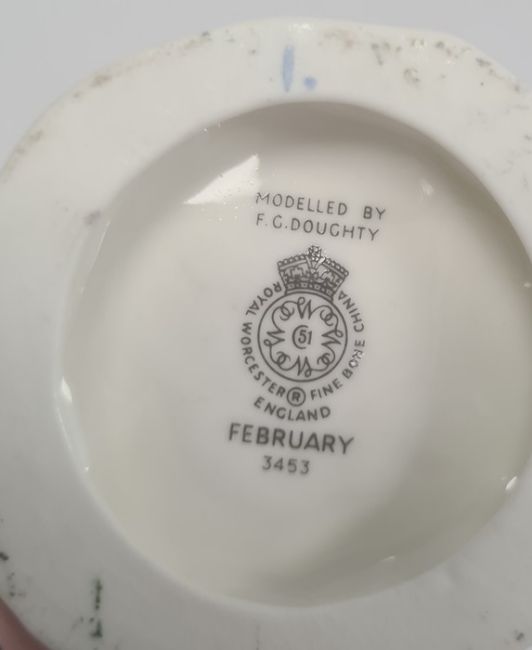 MODELLED BY
F.G.DOUGHTY
ROYAL WORCESTER ® FINE BONE CHINA
51
ENGLAND
FEBRUARY
3453